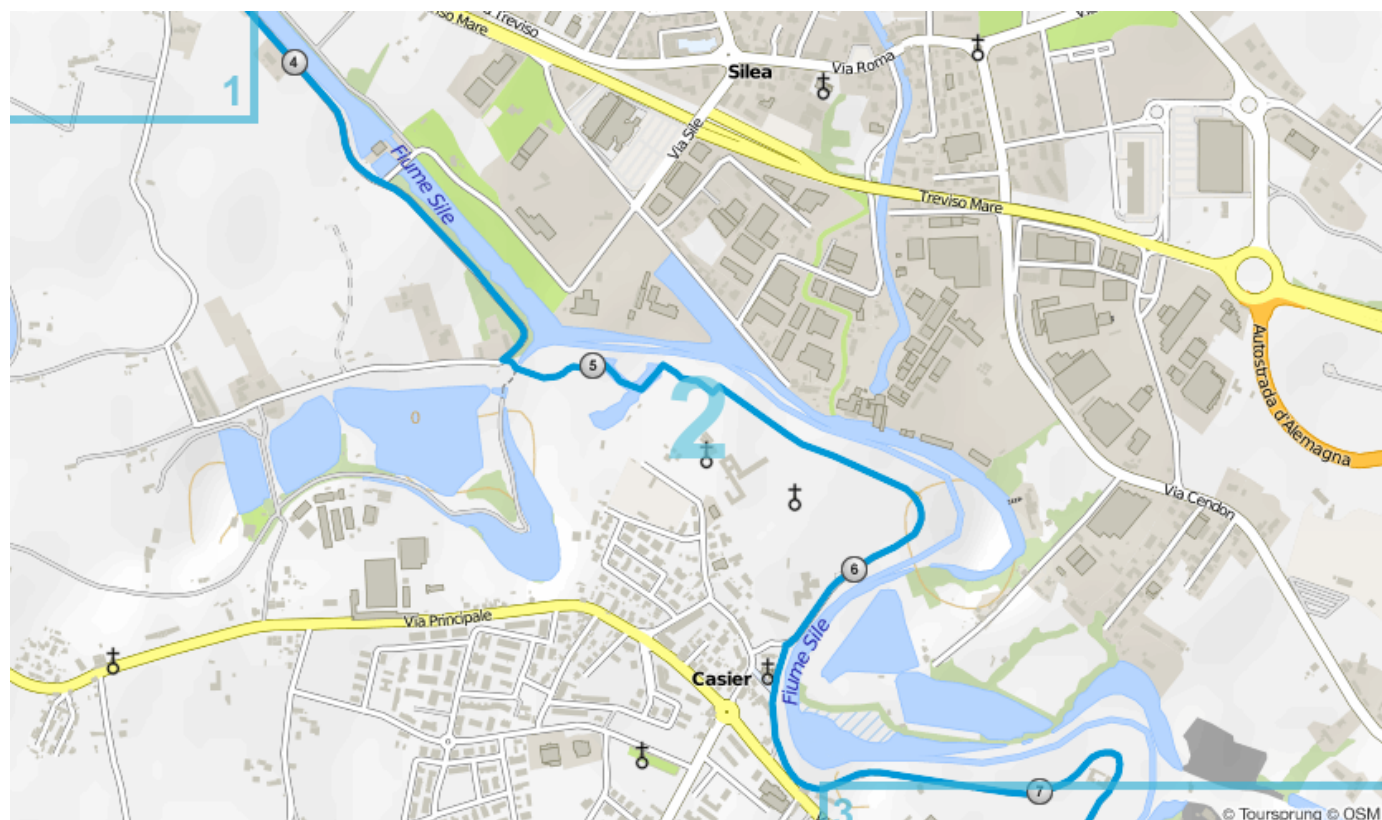 Treviso Mare
a Treviso
Silea
Via Roma
4
1
Via Sile
Fiume Sile
Treviso Mare
Autostrada d'Alemagna
5
2
Via Cendon
6
Via Principale
Casier
Fiume Sile
7
3
© Toursprung © OSM